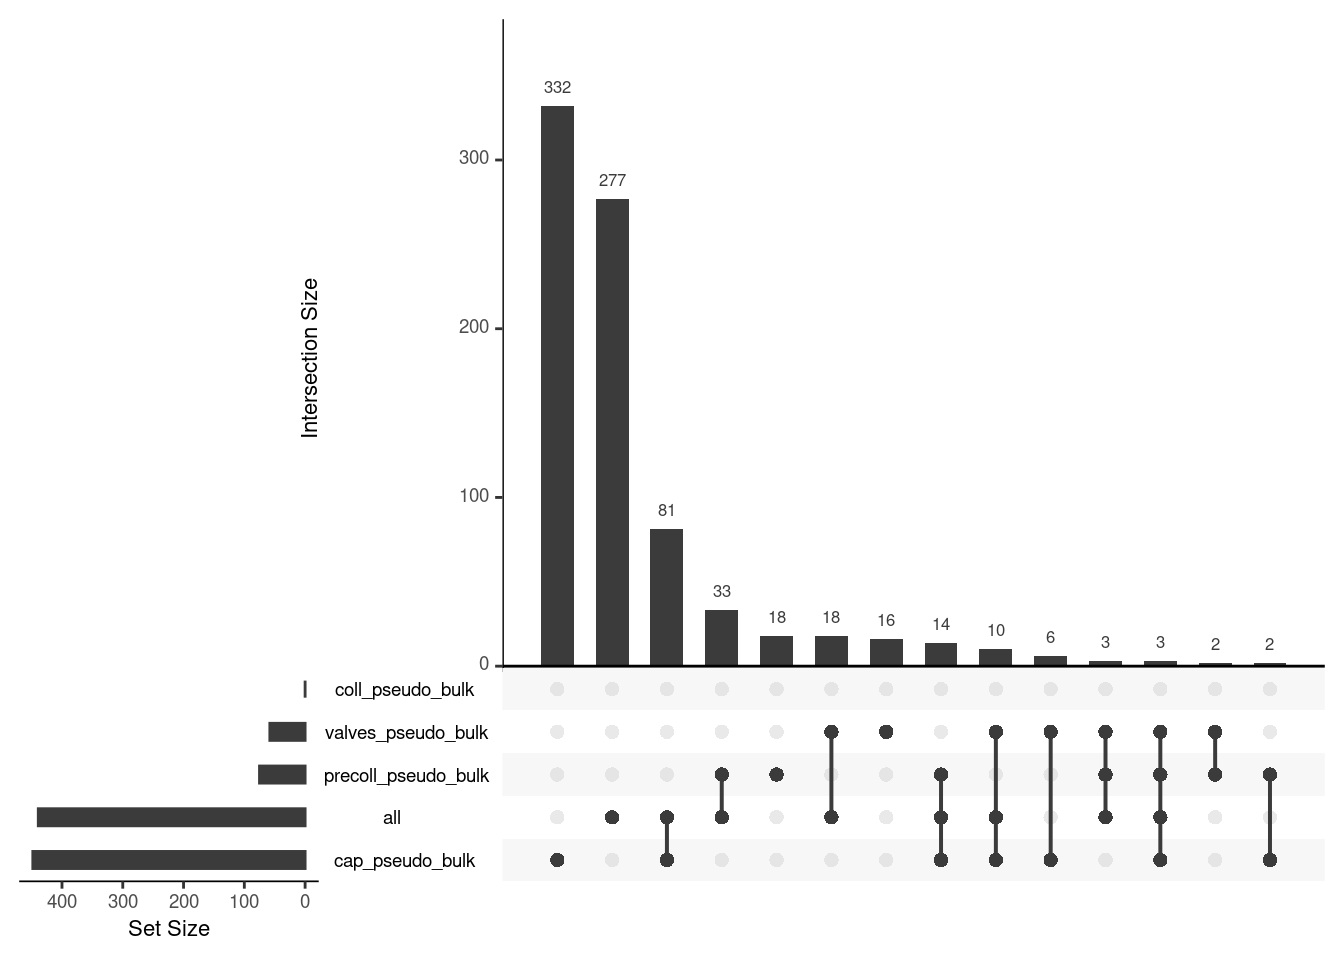 332
300
277
200
Intersection Size
100
81
33
18
18
16
14
10
6
3
3
2
2
0
coll_pseudo_bulk
valves_pseudo_bulk
precoll_pseudo_bulk
all
cap_pseudo_bulk
400 300 200 100 0
Set Size